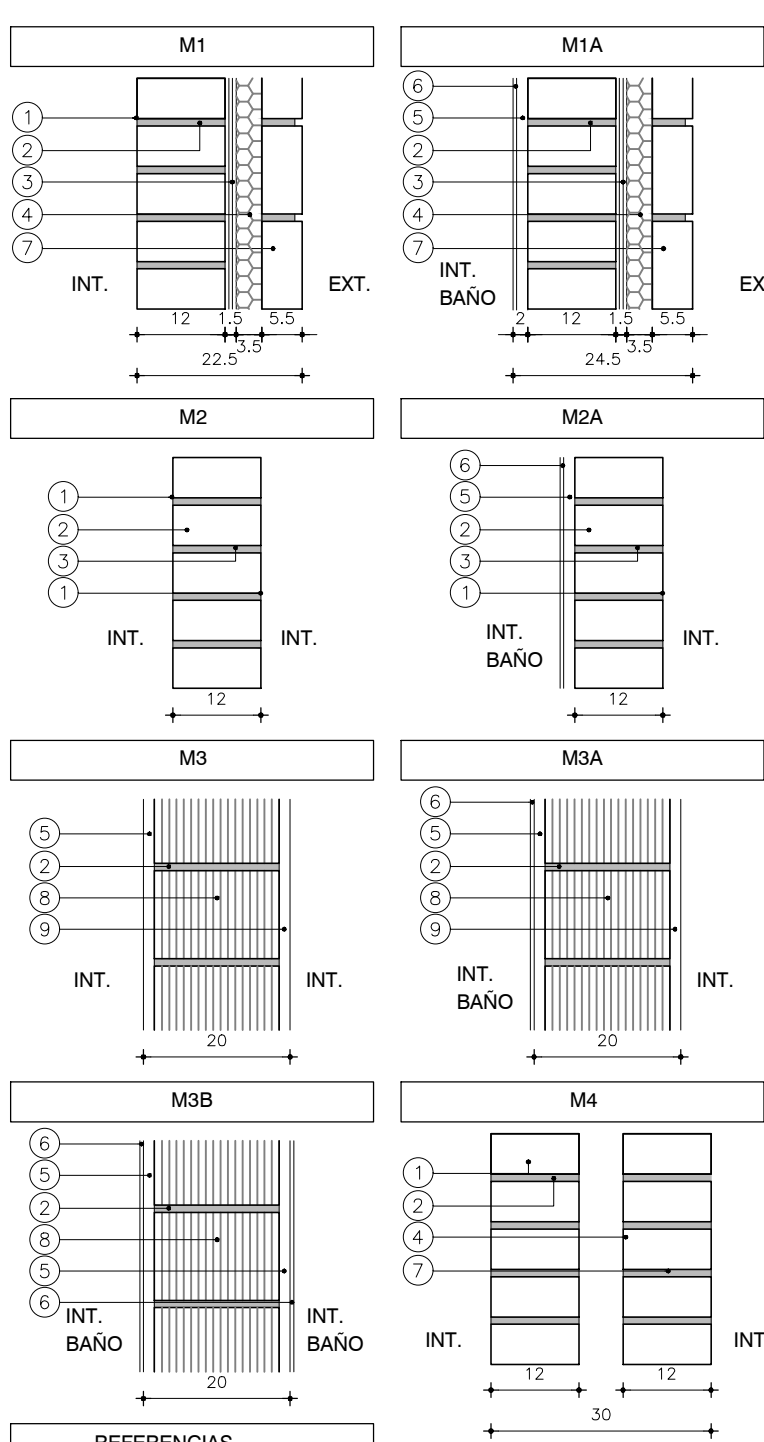 M1
1
2
3
4
7
INT.
EXT.
12 1.5 5.5
3.5
22.5
M1A
6
5
2
3
4
7
INT.
BAÑO
EX
2 12 1.5 5.5
3.5
24.5
M2
1
2
3
1
INT.
INT.
12
M2A
6
5
2
3
1
INT.
BAÑO
INT.
12
M3
5
2
8
9
INT.
INT.
20
M3A
6
5
2
8
9
INT.
BAÑO
INT.
20
M3B
6
5
2
8
5
6
INT.
BAÑO
INT.
BAÑO
20
M4
1
2
4
7
INT.
INT
12 12
30
REFERENCIAS